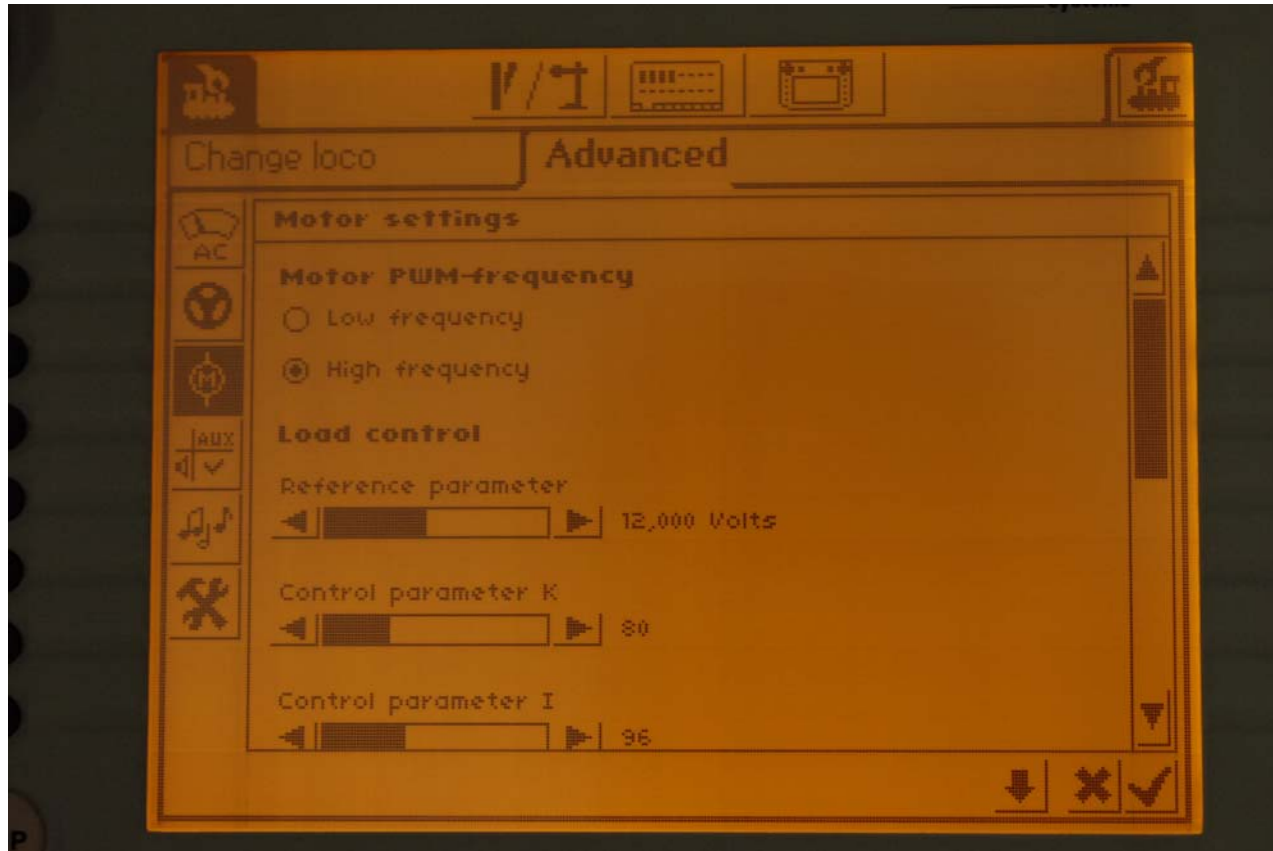 Change loco
Advanced
AC
Motor settings
Motor PWM-frequency
Low frequency
High frequency
M
AUX
Load control
Reference parameter
12,000 Volts
Control parameter K
80
Control parameter I
96
P